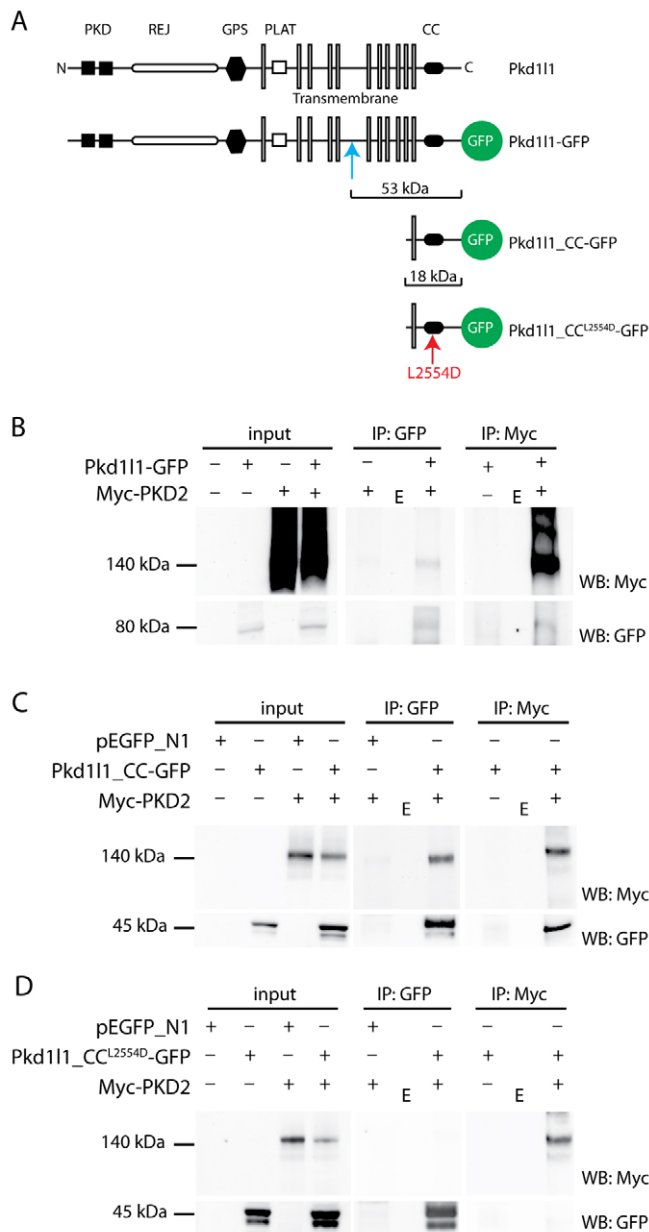 A
PKD REJ GPS PLAT CC
N C Pkd1l1
Transmembrane
GFP Pkd1l1-GFP
53 kDa
GFP Pkd1l1_CC-GFP
18 kDa
GFP Pkd1l1_CCL2554D-GFP
L2554D
B
input IP: GFP IP: Myc
Pkd1l1-GFP – + – + – + + +
Myc-PKD2 – – + + + E + – E +
140 kDa
WB: Myc
80 kDa
WB: GFP
C
input IP: GFP IP: Myc
pEGFP_N1 + – + – + – – –
Pkd1l1_CC-GFP – + – + – + + +
Myc-PKD2 – – + + + E + – E +
140 kDa
WB: Myc
45 kDa
WB: GFP
D
input IP: GFP IP: Myc
pEGFP_N1 + – + – + – – –
Pkd1l1_CCL2554D-GFP – + – + – + + +
Myc-PKD2 – – + + + E + – E +
140 kDa
WB: Myc
45 kDa
WB: GFP